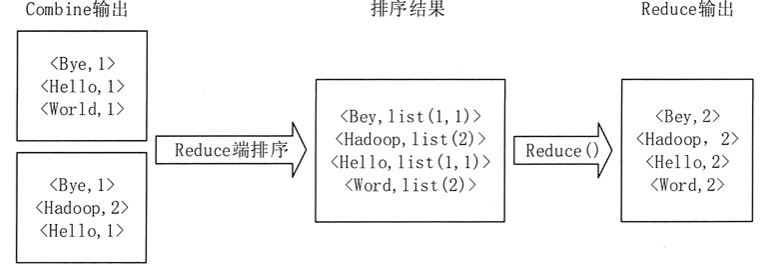 Combine输出
<Bye,1>
<Hello,1>
<World,1>
<Bye,1>
<Hadoop,2>
<Hello,1>
Reduce端排序
排序结果
<Bey,list(1,1)>
<Hadoop,list(2)>
<Hello,list(1,1)>
<Word,list(2)>
Reduce()
Reduce输出
<Bey,2>
<Hadoop, 2>
<Hello,2>
<Word,2>